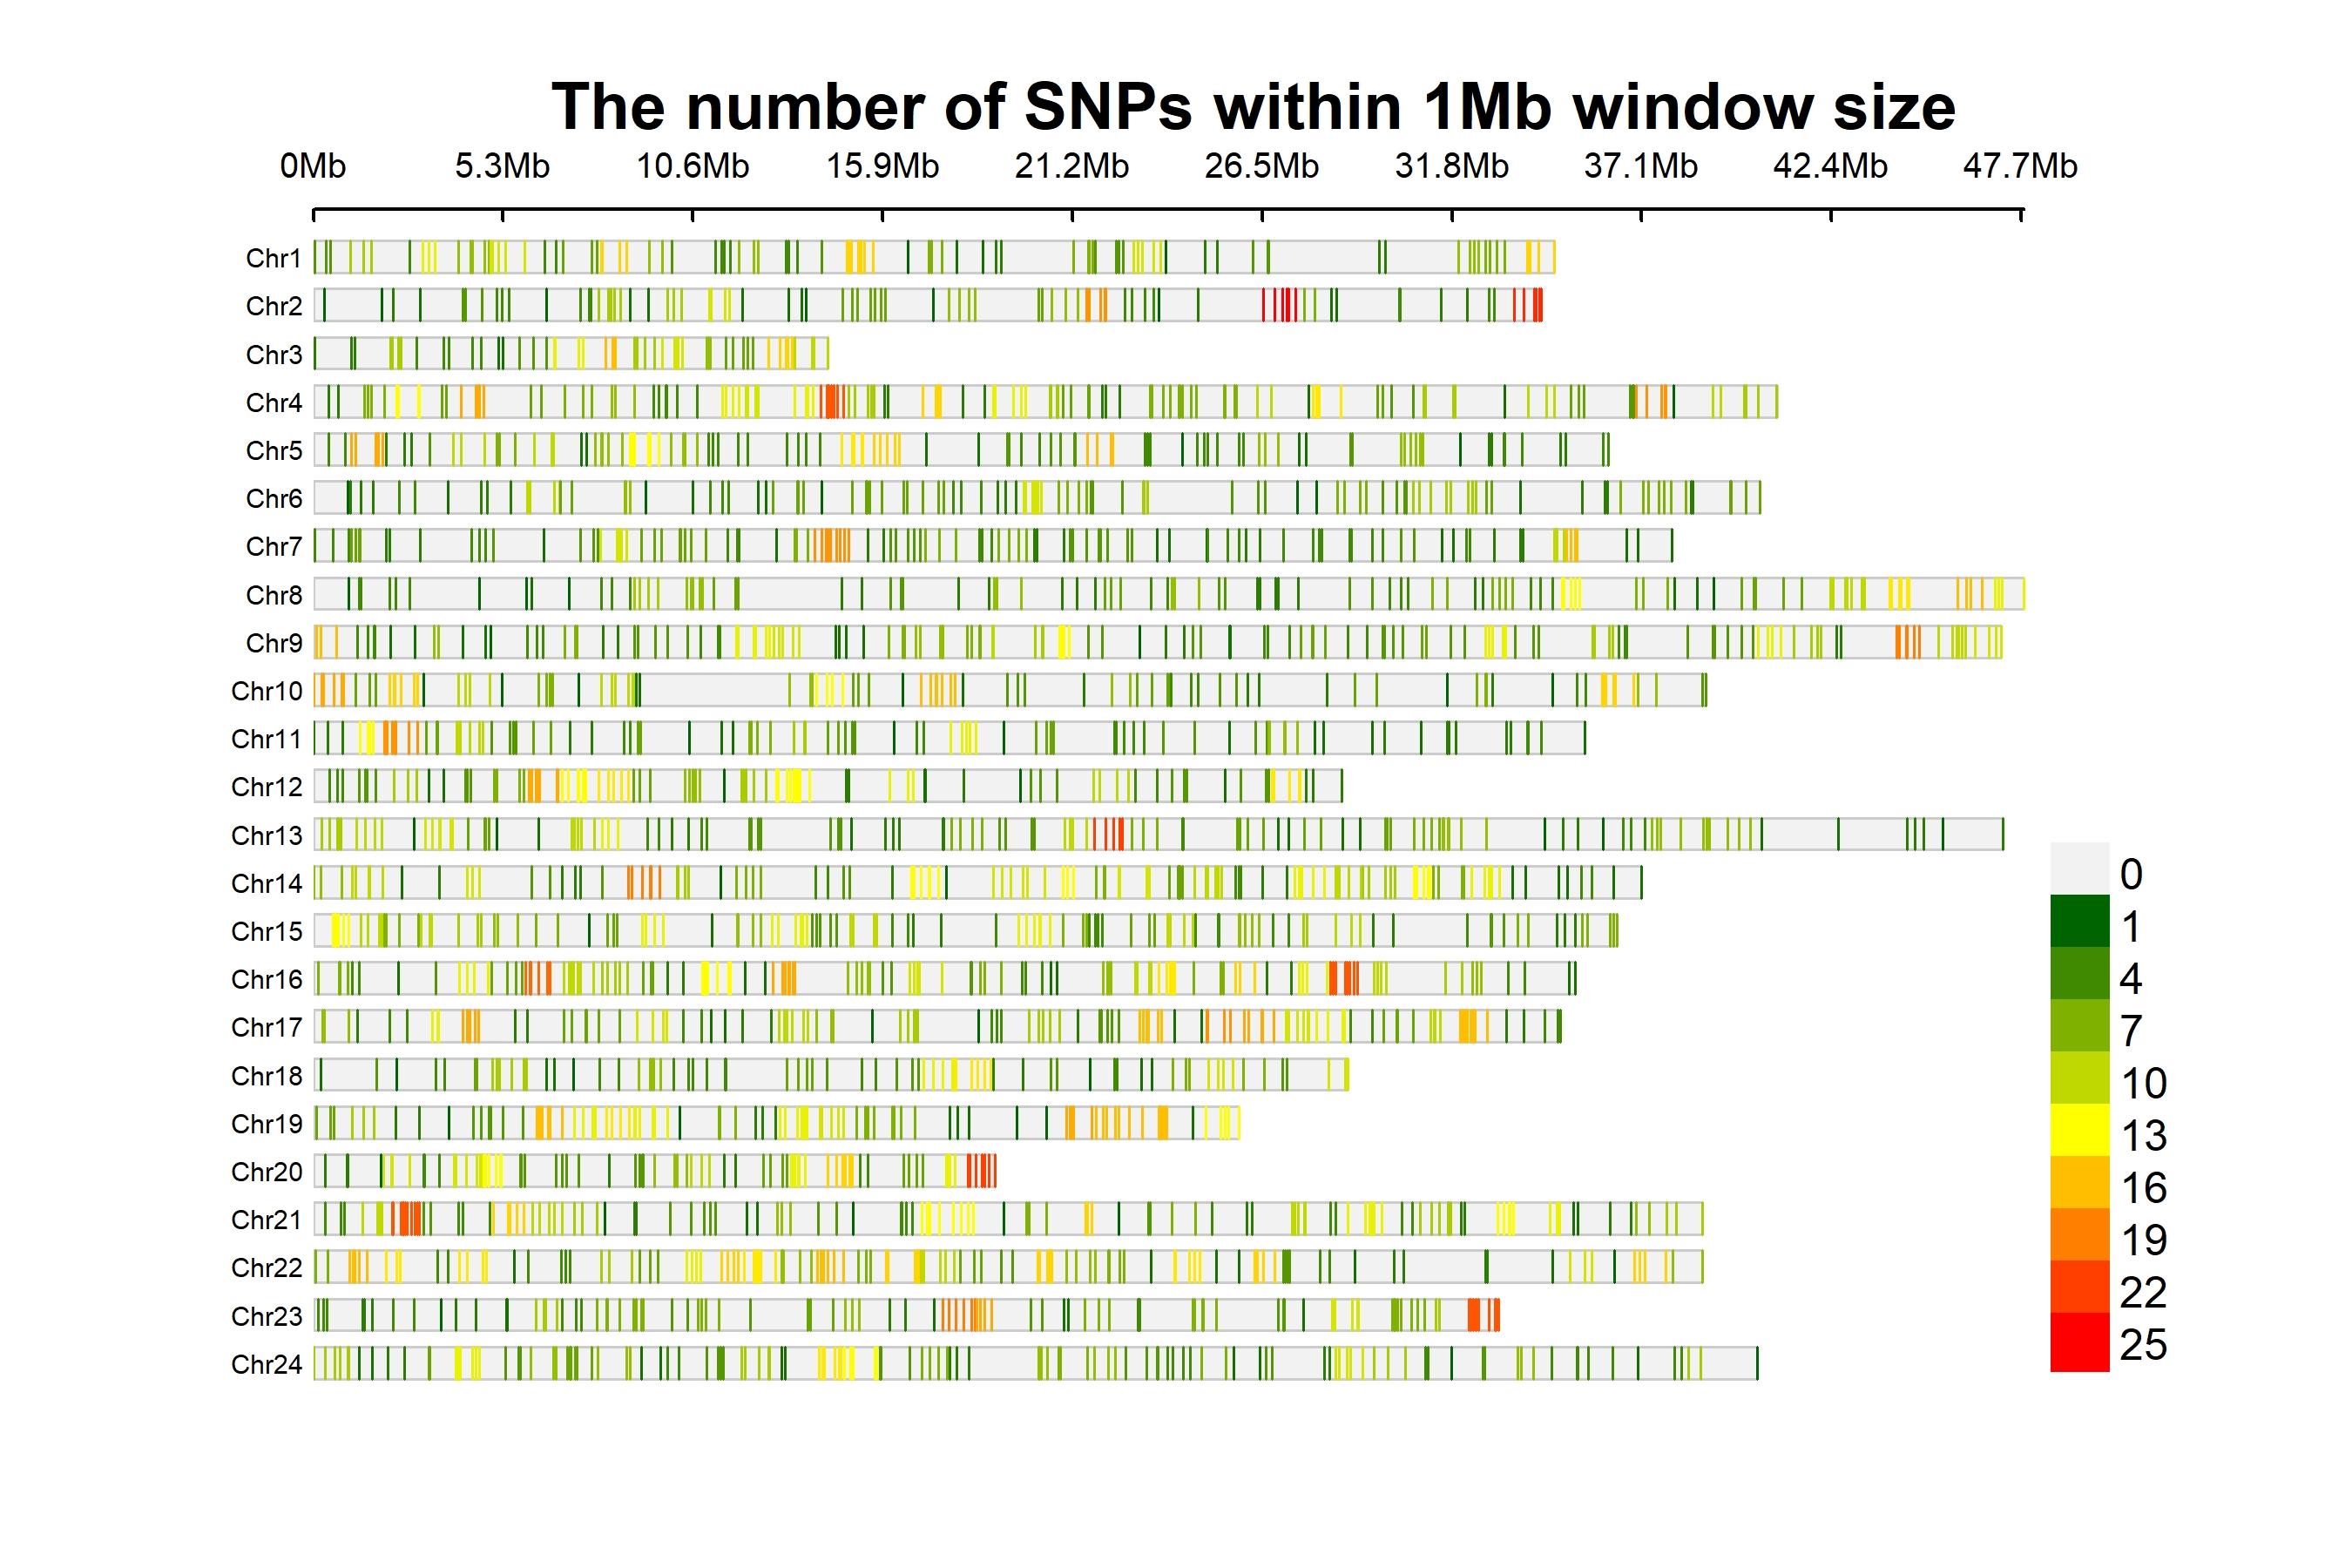 The number of SNPs within 1Mb window size
0Mb 5.3Mb 10.6Mb 15.9Mb 21.2Mb 26.5Mb 31.8Mb 37.1Mb 42.4Mb 47.7Mb
Chr1
Chr2
Chr3
Chr4
Chr5
Chr6
Chr7
Chr8
Chr9
Chr10
Chr11
Chr12
Chr13
Chr14
Chr15
Chr16
Chr17
Chr18
Chr19
Chr20
Chr21
Chr22
Chr23
Chr24
0
1
4
7
10
13
16
19
22
25